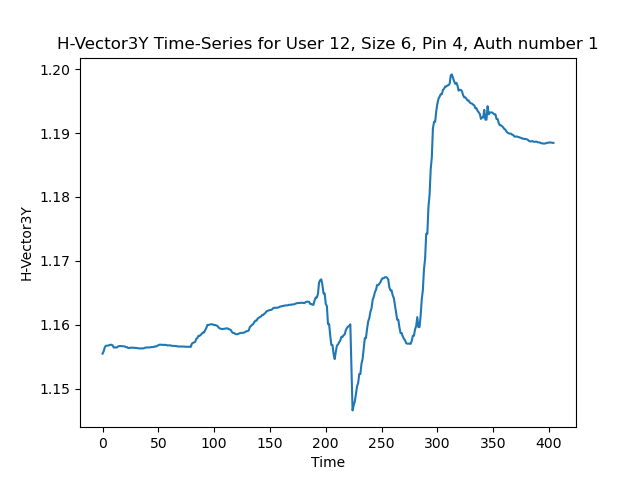 H-Vector3Y Time-Series for User 12, Size 6, Pin 4, Auth number 1
1.20
1.19
1.18
1.17
1.16
1.15
H-Vector3Y
0 50 100 150 200 250 300 350 400
Time